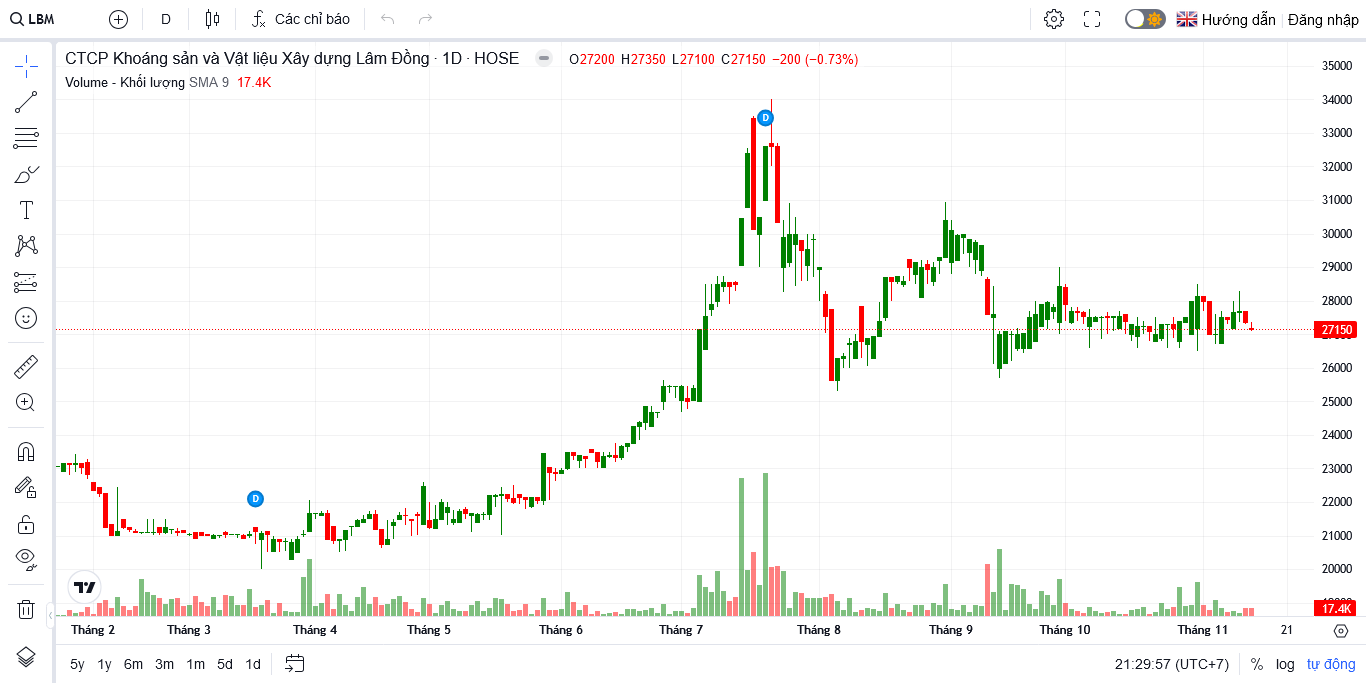 LBM D Các chỉ báo Hướng dẫn Đăng nhập
CTCP Khoáng sản và Vật liệu Xây dựng Lâm Đồng · 1D · HOSE O27200 H27350 L27100 C27150 −200 (−0.73%)
Volume - Khối lượng SMA 9 17.4K
35000
34000
33000
32000
31000
30000
29000
28000
27150
26000
25000
24000
23000
22000
21000
20000
17.4K
D
D
Tháng 2 Tháng 3 Tháng 4 Tháng 5 Tháng 6 Tháng 7 Tháng 8 Tháng 9 Tháng 10 Tháng 11 21
5y 1y 6m 3m 1m 5d 1d 21:29:57 (UTC+7) % log tự động